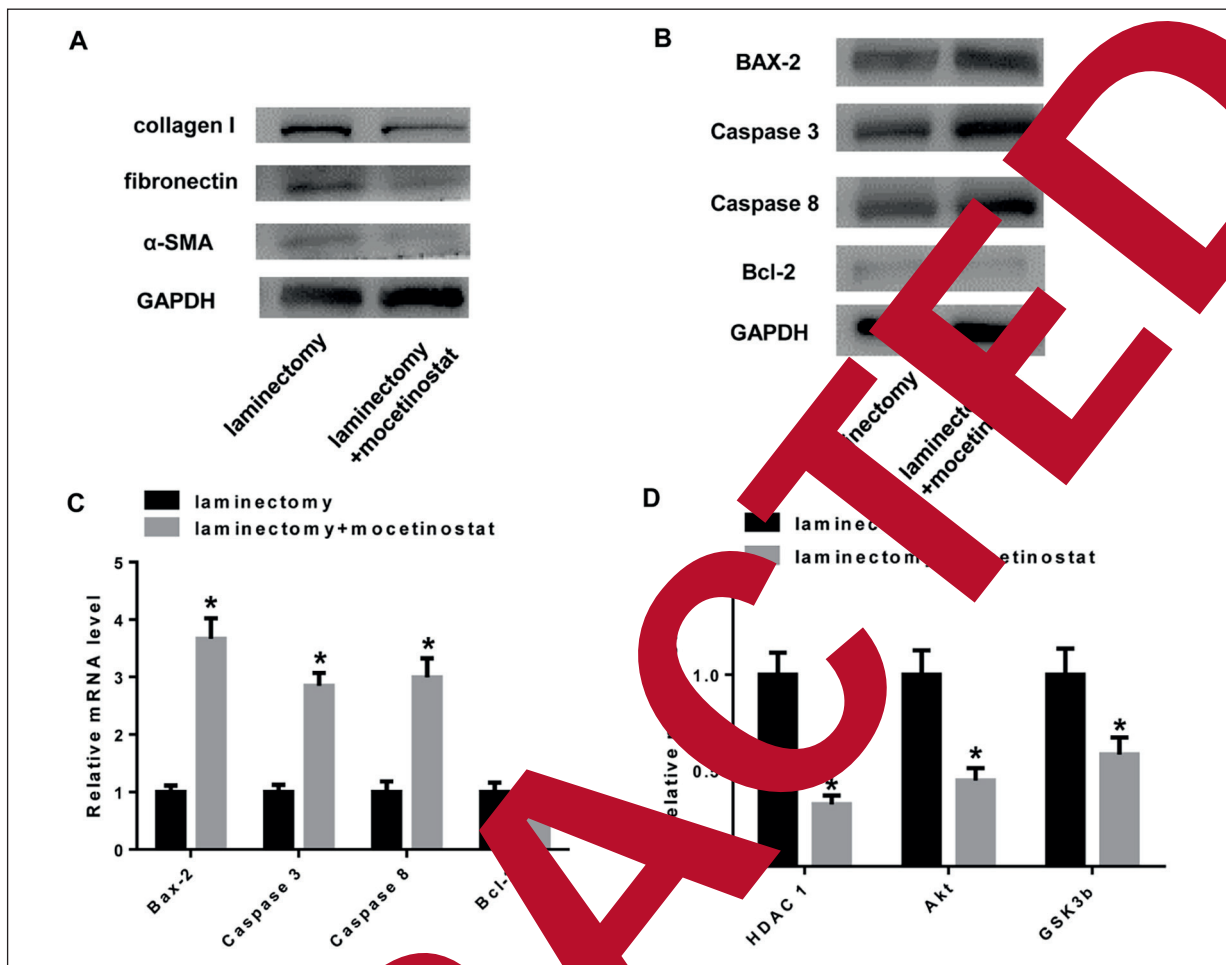 A
collagen I
fibronectin
α-SMA
GAPDH
laminectomy
laminectomy
+mocetinostat
B
BAX-2
Caspase 3
Caspase 8
Bcl-2
GAPDH
C
laminectomy
laminectomy+mocetinostat
Relative mRNA level
5
4
3
2
1
0
*
*
*
Bax-2
Caspase 3
Caspase 8
D
1.0
*
*
*
HDAC 1
Akt
GSK3b
ACTED